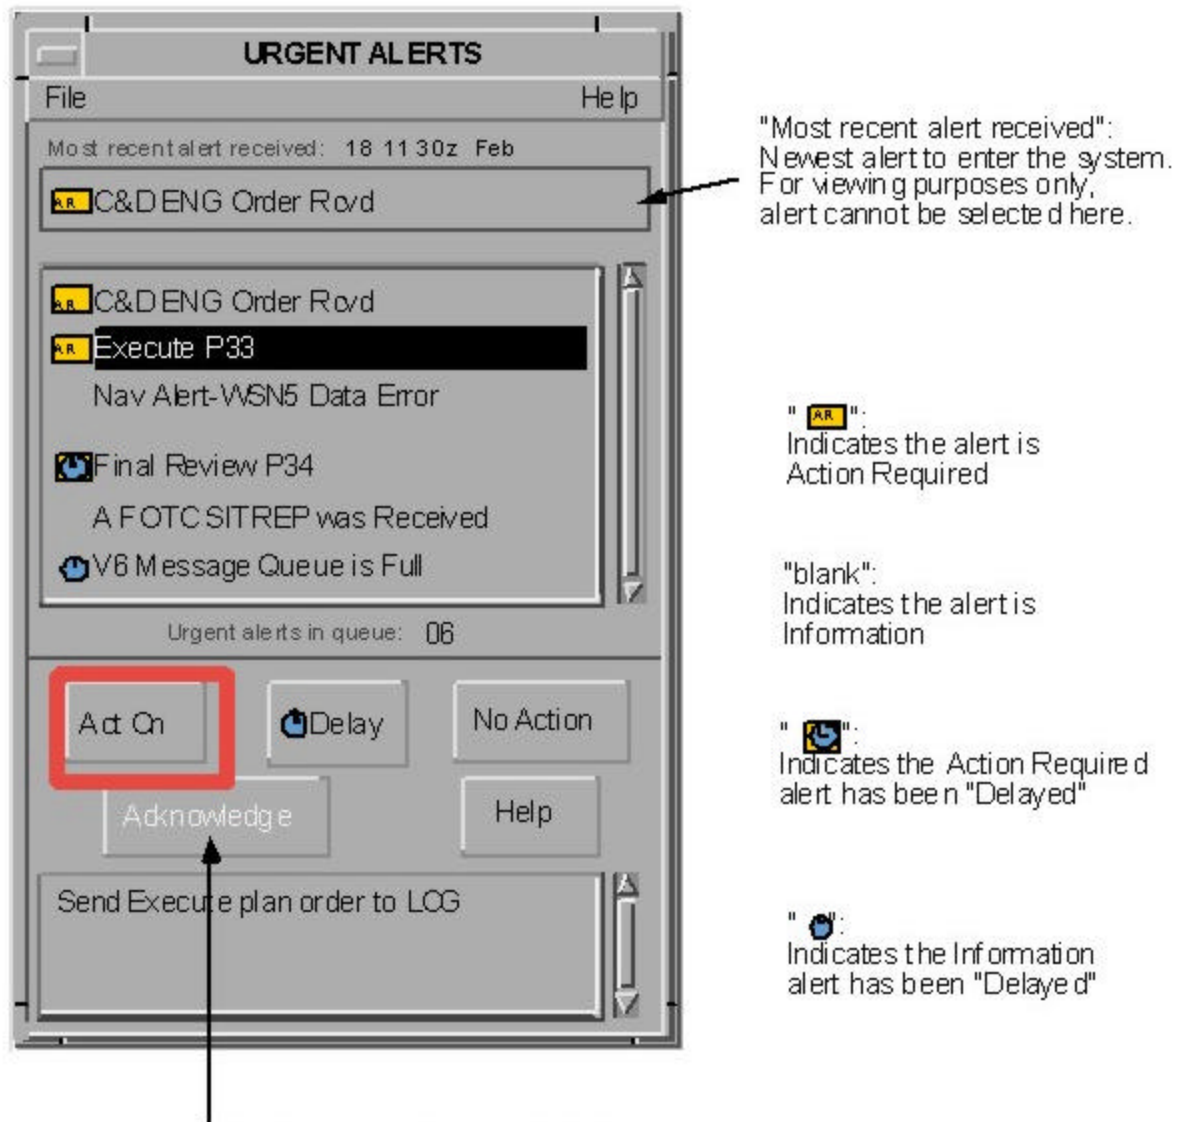 URGENT ALERTS
File Help
Most recent alert received: 18 11 30z Feb
AR C&D ENG Order Rcvd
AR C&D ENG Order Rcvd
AR Execute P33
Nav Alert-WSN5 Data Error
Final Review P34
A FOTC SITREP was Received
V6 Message Queue is Full
Urgent alerts in queue: 06
Act On Delay No Action
Acknowledge Help
Send Execute plan order to LOG
"Most recent alert received":
Newest alert to enter the system.
For viewing purposes only,
alert cannot be selected here.
" AR ":
Indicates the alert is
Action Required
"blank":
Indicates the alert is
Information
" ":
Indicates the Action Required
alert has been "Delayed"
" ":
Indicates the Information
alert has been "Delayed"